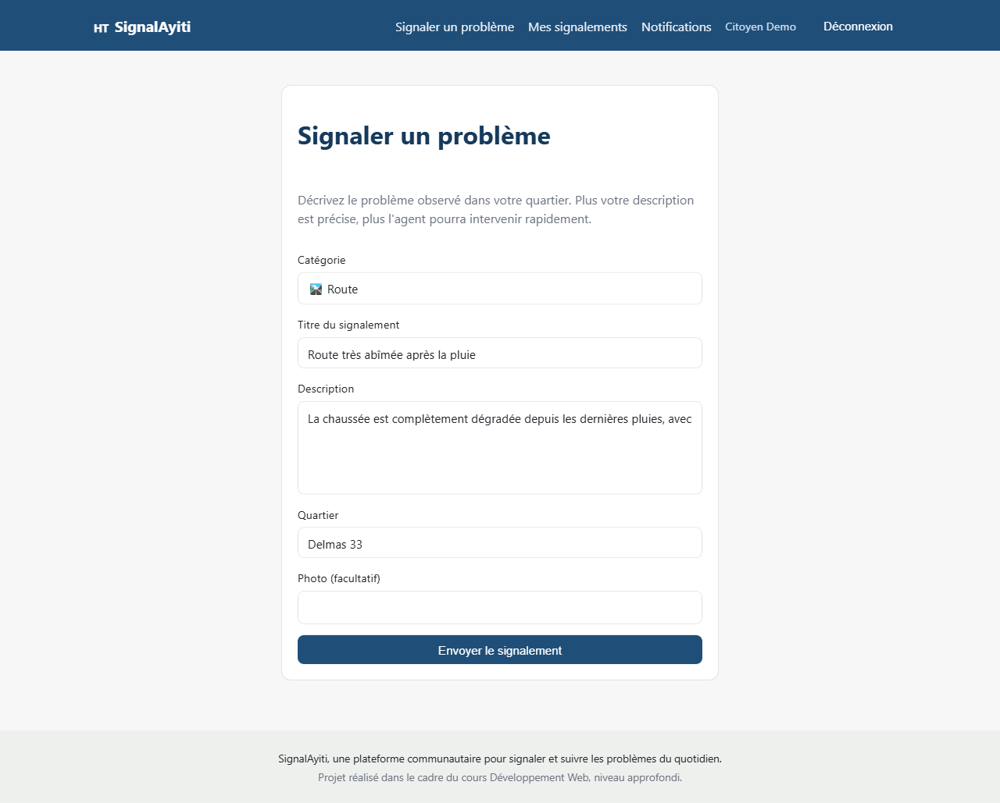 HT SignalAyiti
Signaler un problème Mes signalements Notifications Citoyen Demo Déconnexion
Signaler un problème
Décrivez le problème observé dans votre quartier. Plus votre description
est précise, plus l'agent pourra intervenir rapidement.
Catégorie
Route
Titre du signalement
Route très abîmée après la pluie
Description
La chaussée est complètement dégradée depuis les dernières pluies, avec
Quartier
Delmas 33
Photo (facultatif)
Envoyer le signalement
SignalAyiti, une plateforme communautaire pour signaler et suivre les problèmes du quotidien.
Projet réalisé dans le cadre du cours Développement Web, niveau approfondi.